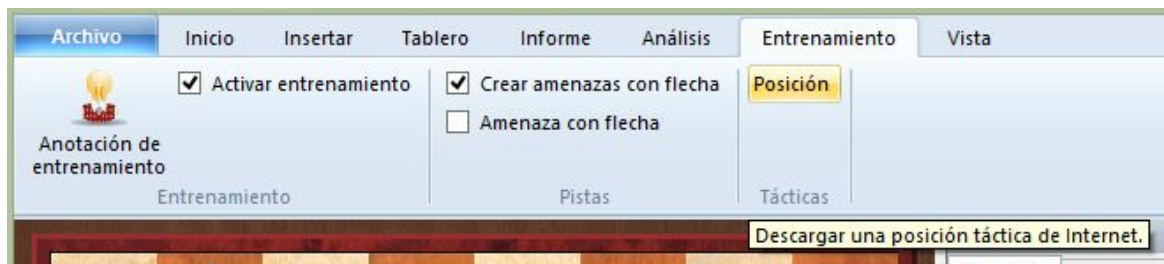 Archivo Inicio Insertar Tablero Informe Análisis Entrenamiento Vista
Activar entrenamiento
Anotación de
entrenamiento
Entrenamiento
Crear amenazas con flecha
Amenaza con flecha
Pistas
Posición
Tácticas
Descargar una posición táctica de Internet.